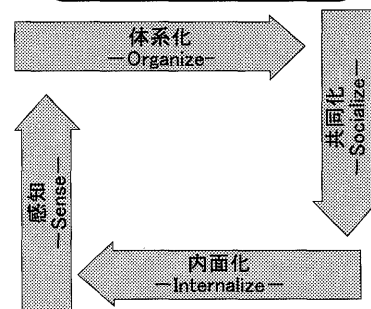 体系化
—Organize—
共同化
—Socialize—
内面化
—Internalize—
感知
—Sense—